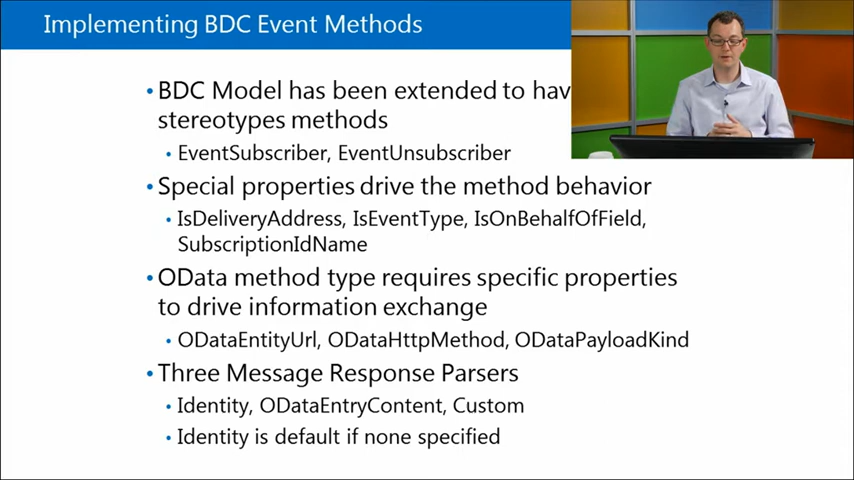 Implementing BDC Event Methods
• BDC Model has been extended to hav
stereotypes methods
• EventSubscriber, EventUnsubscriber
• Special properties drive the method behavior
• IsDeliveryAddress, IsEventType, IsOnBehalfOfField,
SubscriptionIdName
• OData method type requires specific properties
to drive information exchange
• ODataEntityUrl, ODataHttpMethod, ODataPayloadKind
• Three Message Response Parsers
• Identity, ODataEntryContent, Custom
• Identity is default if none specified